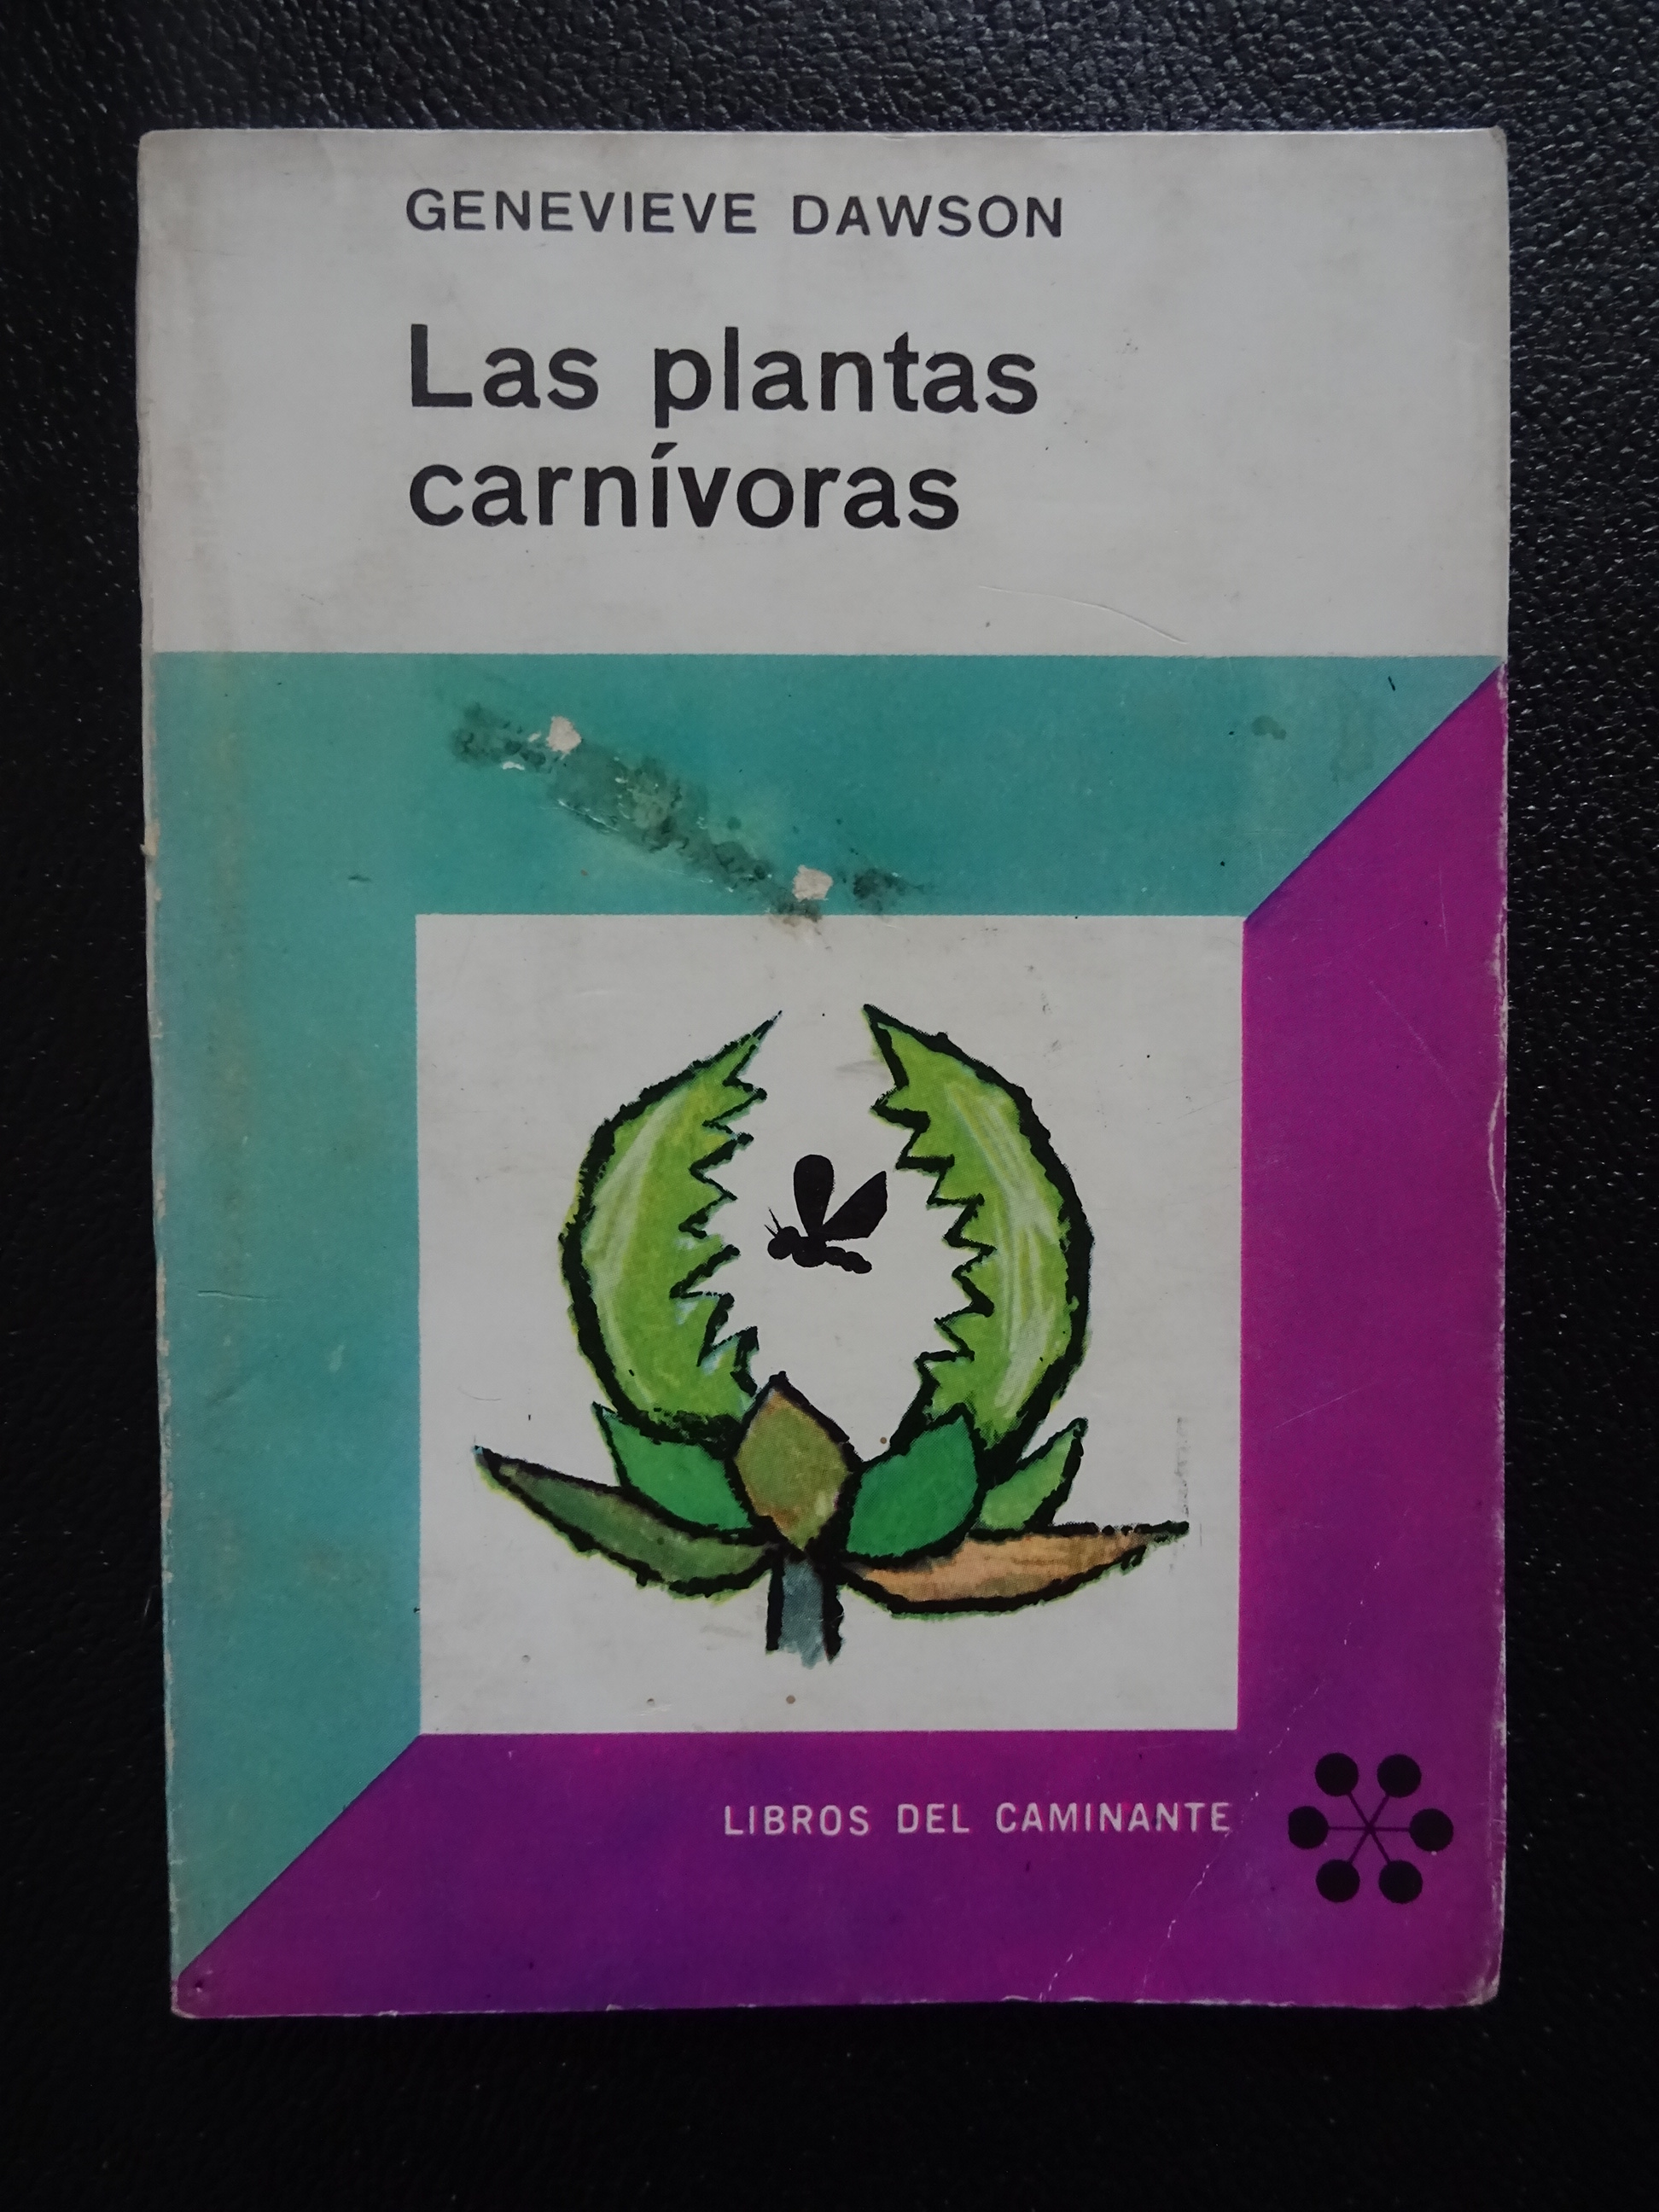 GENEVIEVE DAWSON
Las plantas
carnívoras
LIBROS DEL CAMINANTE